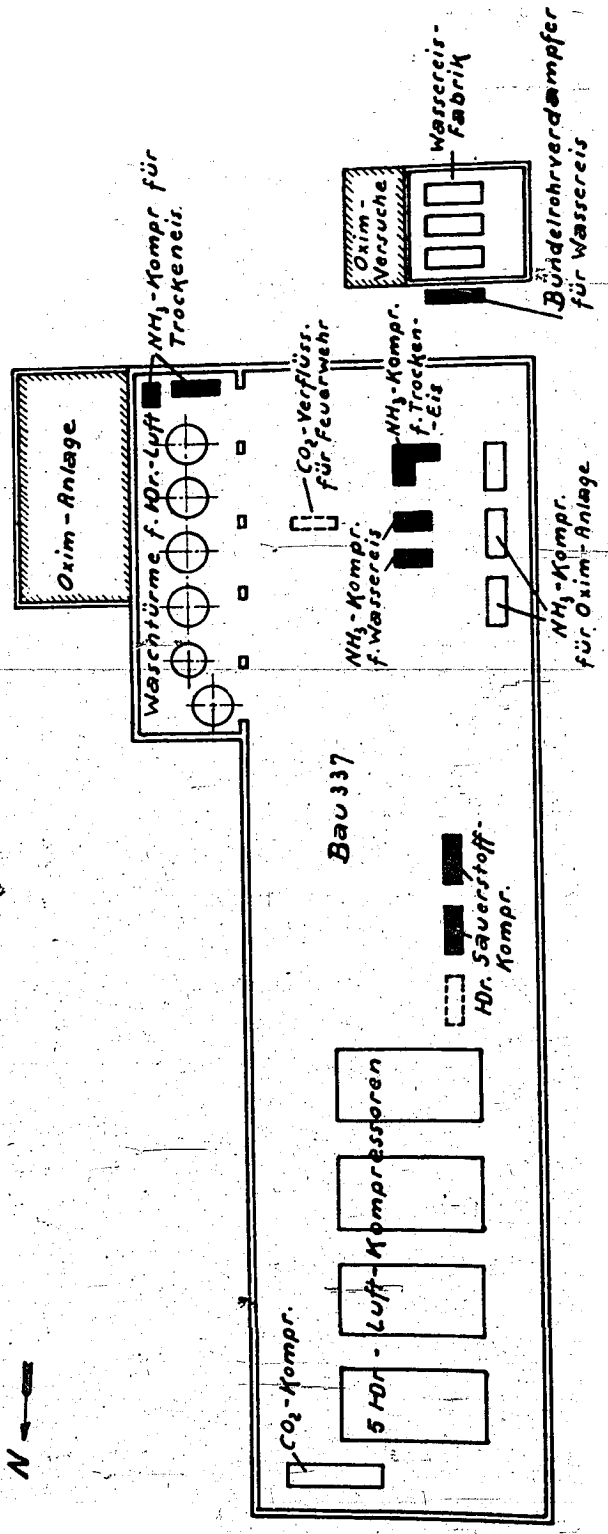 N
Oxim-Anlage
Waschtürme f. HDr.-Luft
NH₃-Kompr für
Trockeneis.
Oxim-
Versuche
Wassereis-
Fabrik
Bündelrohrverdampfer
für Wassereis
CO₂-Verflüss.
für Feuerwehr
NH₃-Kompr.
f. Trocken-
-Eis
NH₃-Kompr.
f. Wassereis
NH₃-Kompr.
für Oxim-Anlage
Bau 337
HDr. Sauerstoff-
Kompr.
5 HDr.-Luft-Kompressoren
CO₂-Kompr.